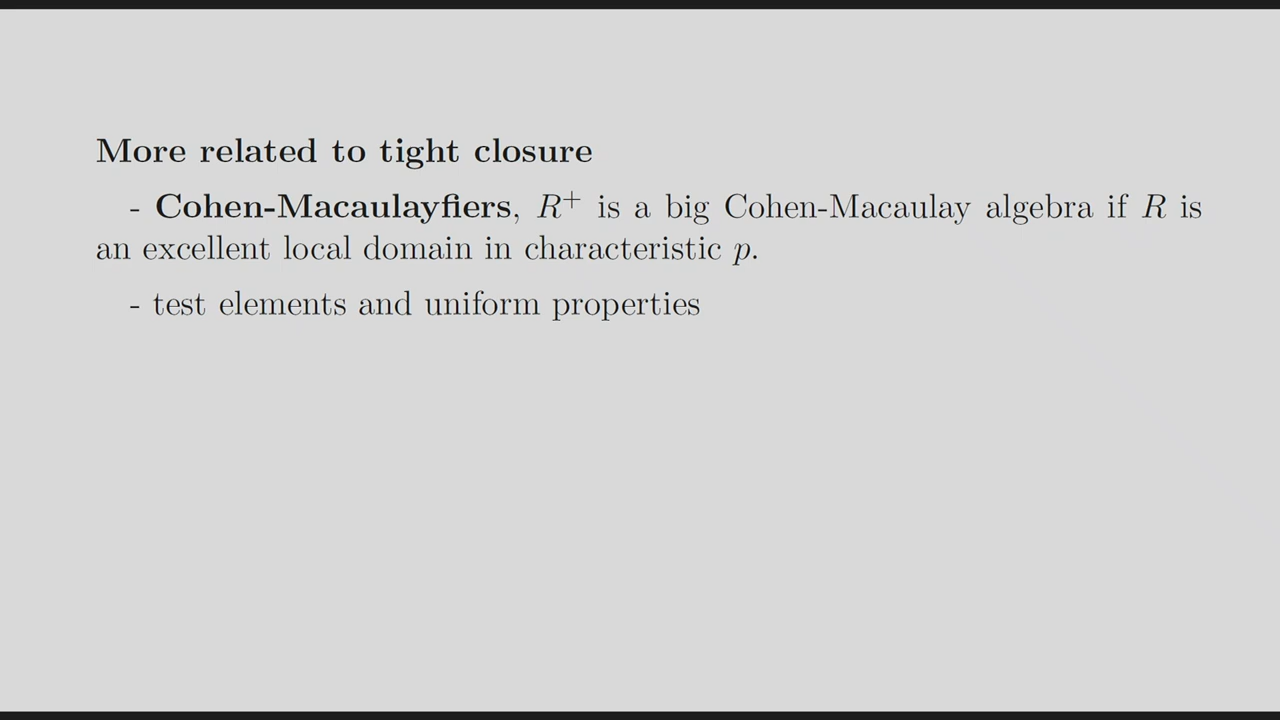 More related to tight closure
- Cohen-Macaulayfiers, R⁺ is a big Cohen-Macaulay algebra if R is
an excellent local domain in characteristic p.
- test elements and uniform properties